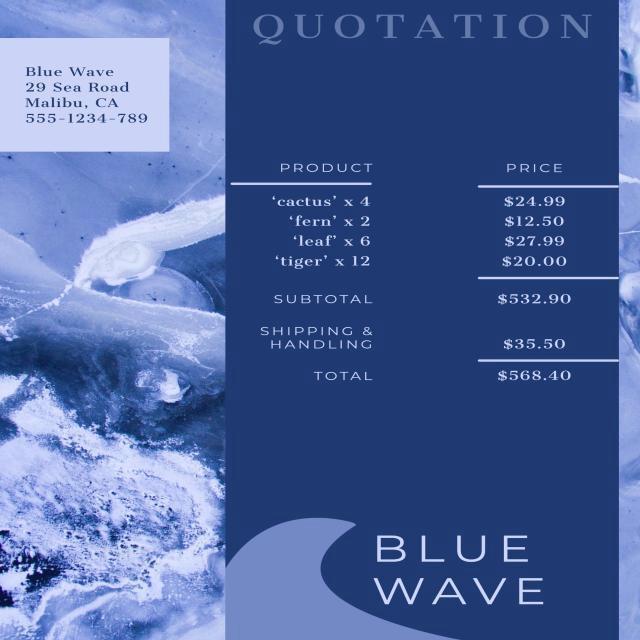 QUOTATION
Blue Wave
29 Sea Road
Malibu, CA
555-1234-789
PRODUCT PRICE
‘cactus’ x 4 $24.99
‘fern’ x 2 $12.50
‘leaf’ x 6 $27.99
‘tiger’ x 12 $20.00
SUBTOTAL $532.90
SHIPPING &
HANDLING $35.50
TOTAL $568.40
BLUE
WAVE